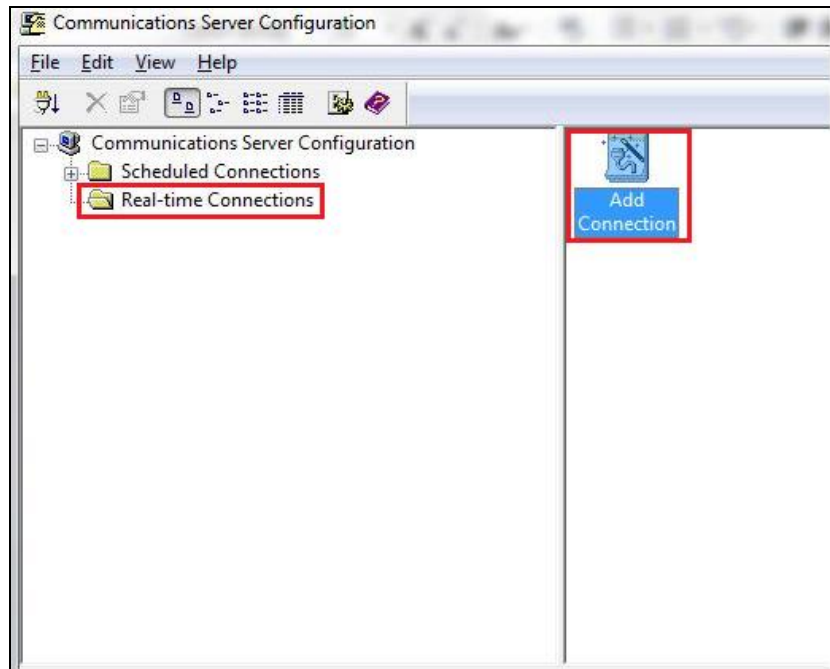 Communications Server Configuration
File Edit View Help
Communications Server Configuration
Scheduled Connections
Real-time Connections
Add
Connection